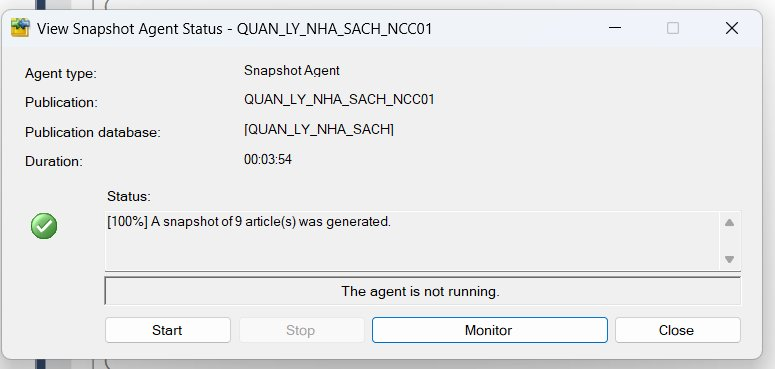 View Snapshot Agent Status - QUAN_LY_NHA_SACH_NCC01
Agent type: Snapshot Agent
Publication: QUAN_LY_NHA_SACH_NCC01
Publication database: [QUAN_LY_NHA_SACH]
Duration: 00:03:54
Status:
[100%] A snapshot of 9 article(s) was generated.
The agent is not running.
Start Stop Monitor Close